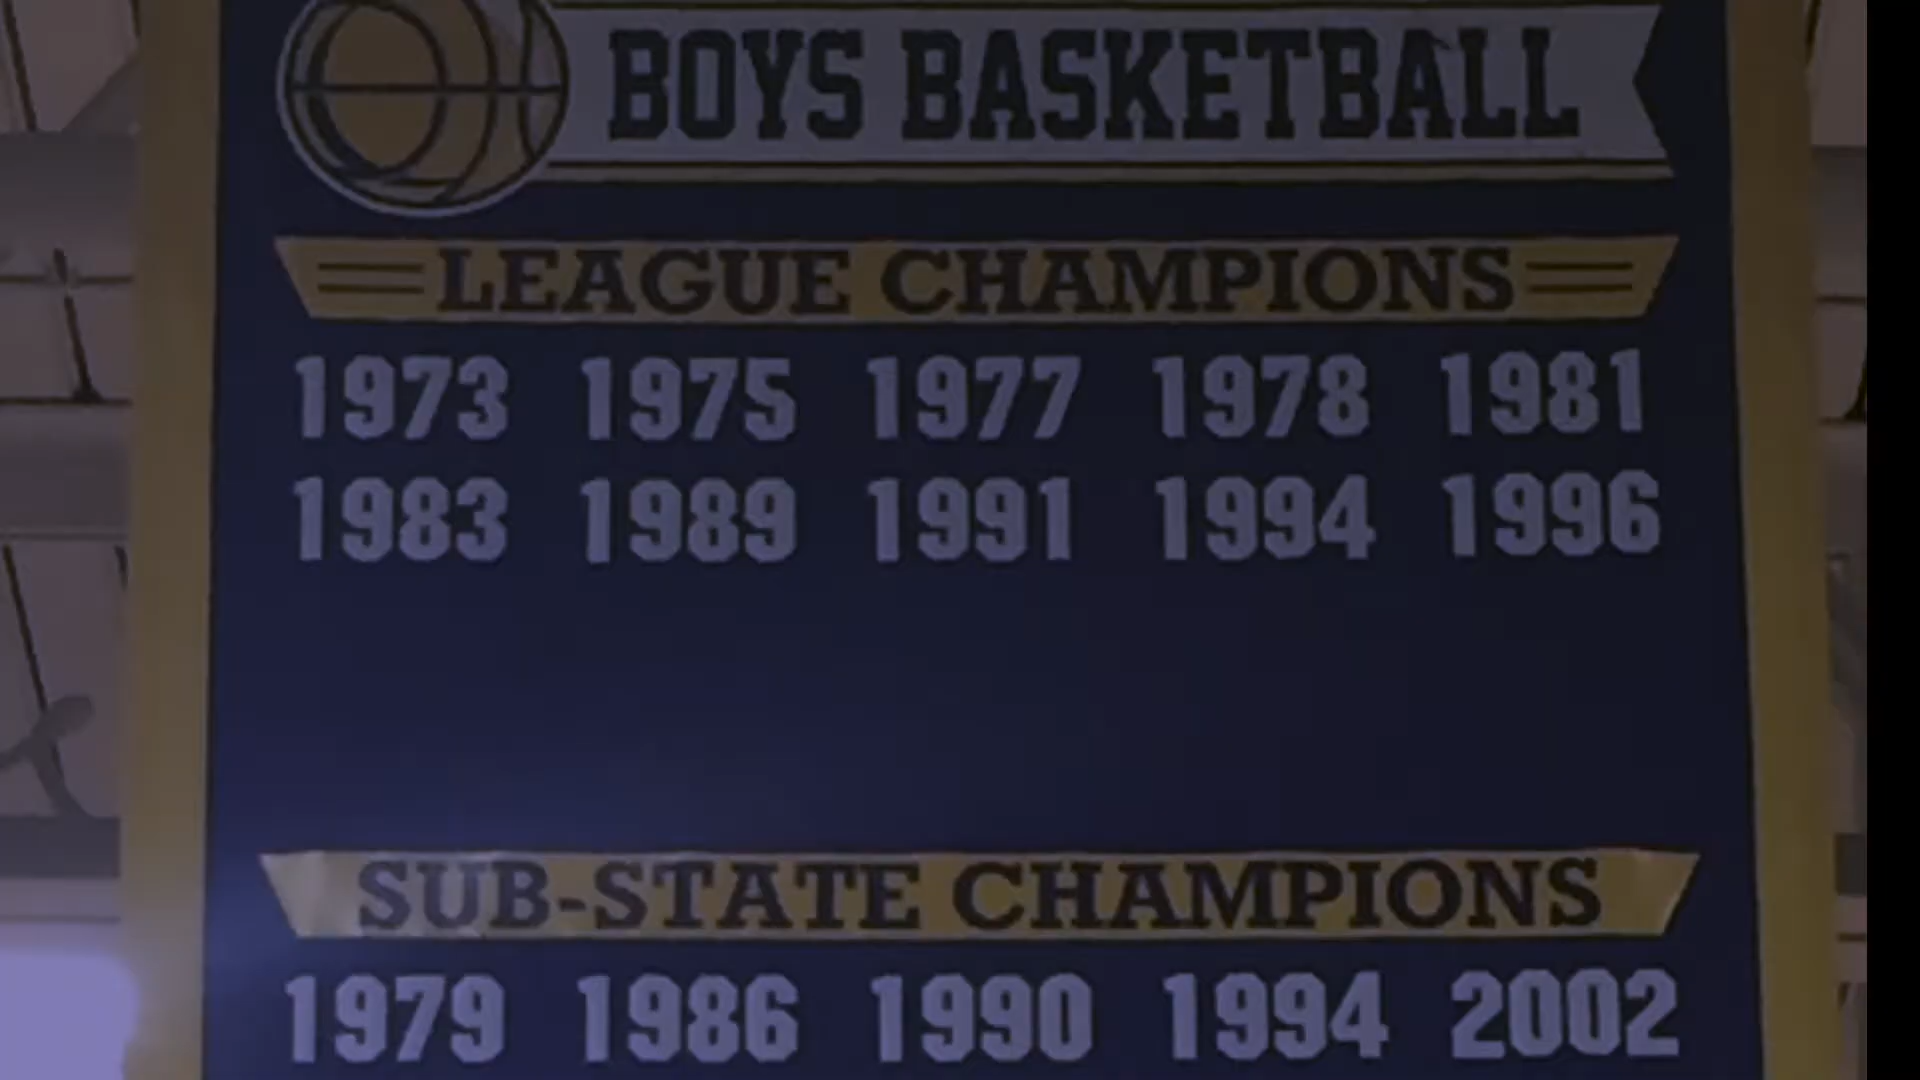 BOYS BASKETBALL
LEAGUE CHAMPIONS
1973 1975 1977 1978 1981
1983 1989 1991 1994 1996
SUB-STATE CHAMPIONS
1979 1986 1990 1994 2002